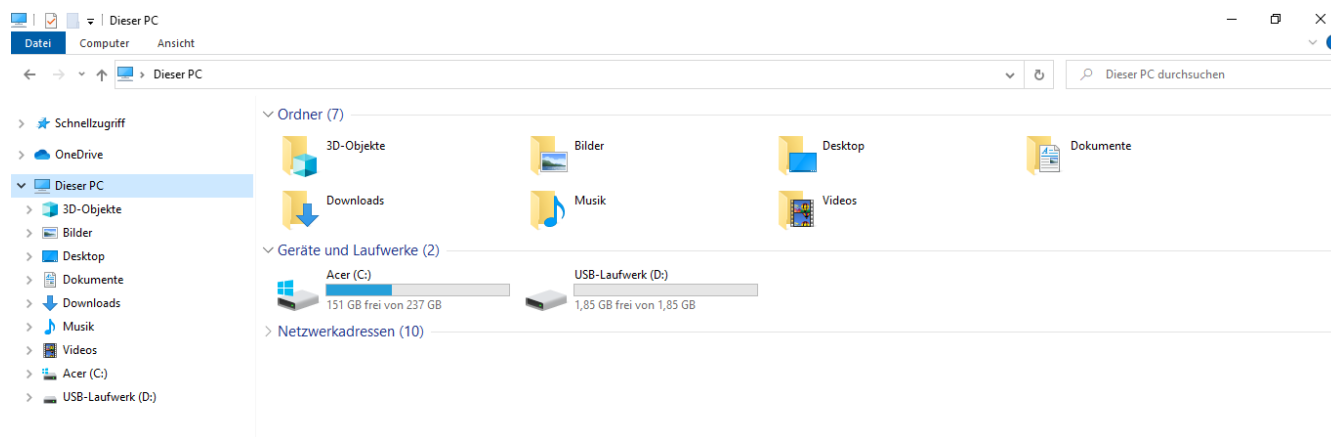 Dieser PC
Datei Computer Ansicht
Dieser PC Dieser PC durchsuchen
Schnellzugriff
OneDrive
Dieser PC
3D-Objekte
Bilder
Desktop
Dokumente
Downloads
Musik
Videos
Acer (C:)
USB-Laufwerk (D:)
Ordner (7)
3D-Objekte Bilder Desktop Dokumente
Downloads Musik Videos
Geräte und Laufwerke (2)
Acer (C:) USB-Laufwerk (D:)
151 GB frei von 237 GB 1,85 GB frei von 1,85 GB
Netzwerkadressen (10)